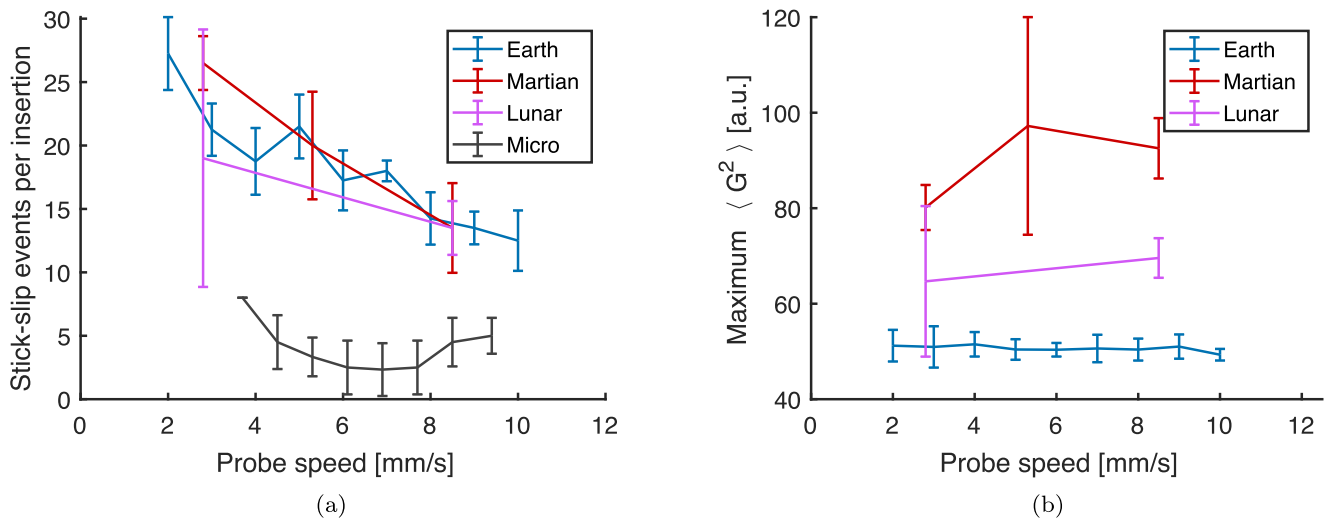 30
25
20
15
10
5
0
Stick-slip events per insertion
Earth
Martian
Lunar
Micro
0 2 4 6 8 10 12
Probe speed [mm/s]
(a)
120
100
80
60
40
Maximum 〈 G² 〉 [a.u.]
Earth
Martian
Lunar
0 2 4 6 8 10 12
Probe speed [mm/s]
(b)